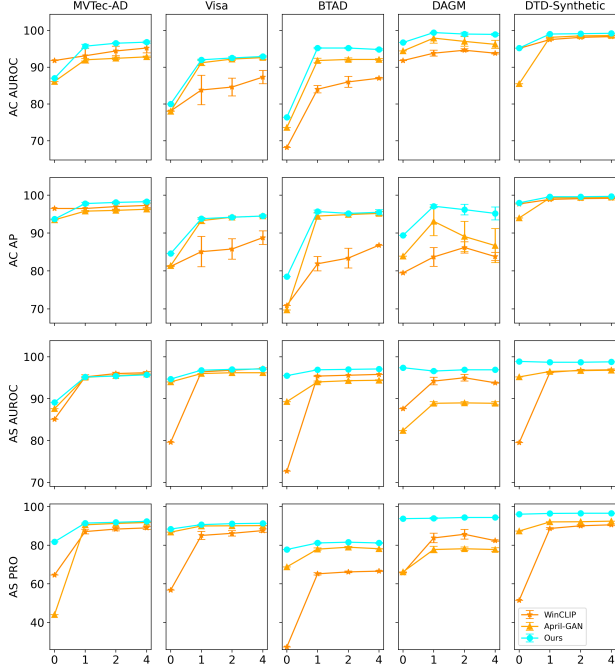 MVTec-AD Visa BTAD DAGM DTD-Synthetic
AC AUROC
100
90
80
70
AC AP
100
90
80
70
AS AUROC
100
90
80
70
AS PRO
100
80
60
40
WinCLIP
April-GAN
Ours
0 1 2 4 0 1 2 4 0 1 2 4 0 1 2 4 0 1 2 4